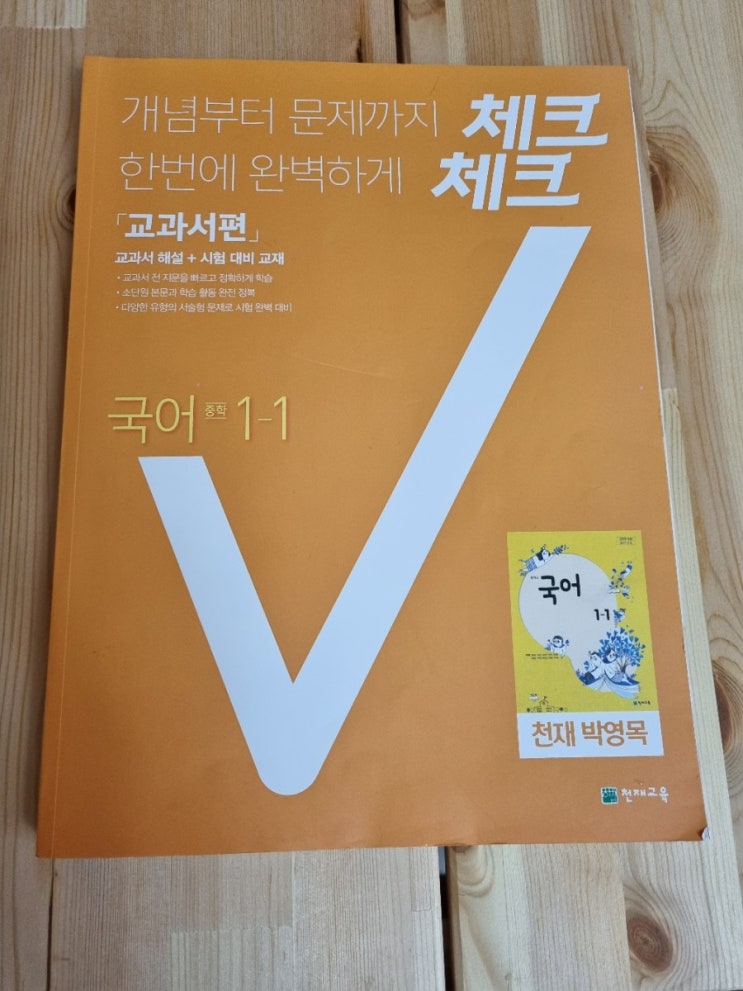 개념부터 문제까지 체크
한번에 완벽하게 체크
「교과서편」
교과서 해설 + 시험 대비 교재
• 교과서 전 지문을 빠르고 정확하게 학습
• 소단원 본문과 학습 활동 완전 정복
• 다양한 유형의 서술형 문제로 시험 완벽 대비
국어 중학 1-1
국어
1-1
천재 박영목
천재교육